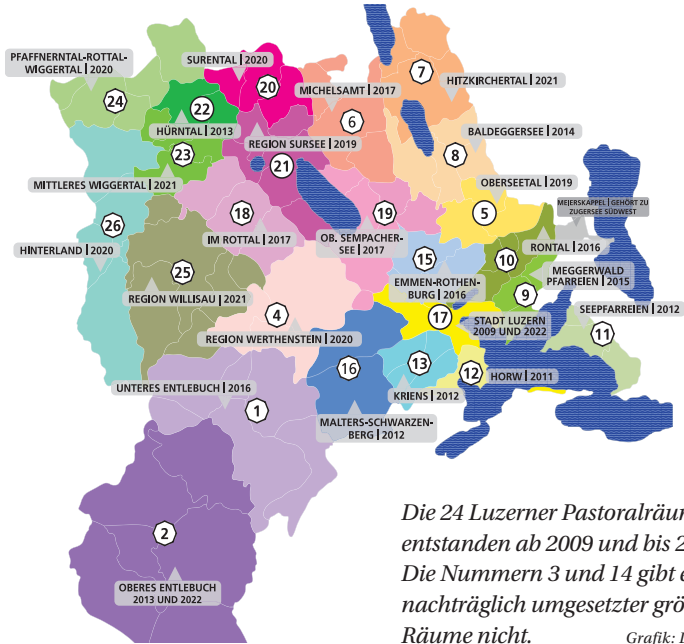 PFAFFNERNTAL-ROTTAL-
WIGGERTAL | 2020
SURENTAL | 2020
MICHELSAMT | 2017
HITZKIRCHERTAL | 2021
7
24
22
20
6
HÜRNTAL | 2013
REGION SURSEE | 2019
BALDEGGERSEE | 2014
23
21
8
MITTLERES WIGGERTAL | 2021
OBERSEETAL | 2019
26
18
19
5
MEIERSKAPPEL | GEHÖRT ZU
ZUGERSEE SÜDWEST
HINTERLAND | 2020
IM ROTTAL | 2017
OB. SEMPACHER-
SEE | 2017
RONTAL | 2016
25
15
10
REGION WILLISAU | 2021
EMMEN-ROTHEN-
BURG | 2016
9
MEGGERWALD
PFARREIEN | 2015
4
17
STADT LUZERN
2009 UND 2022
SEEPFARREIEN | 2012
11
REGION WERTHENSTEIN | 2020
16
13
12
HORW | 2011
UNTERES ENTLEBUCH | 2016
1
KRIENS | 2012
MALTERS-SCHWARZEN-
BERG | 2012
2
OBERES ENTLEBUCH
2013 UND 2022
Die 24 Luzerner Pastoralräum
entstanden ab 2009 und bis 2
Die Nummern 3 und 14 gibt e
nachträglich umgesetzter grö
Räume nicht.
Grafik: